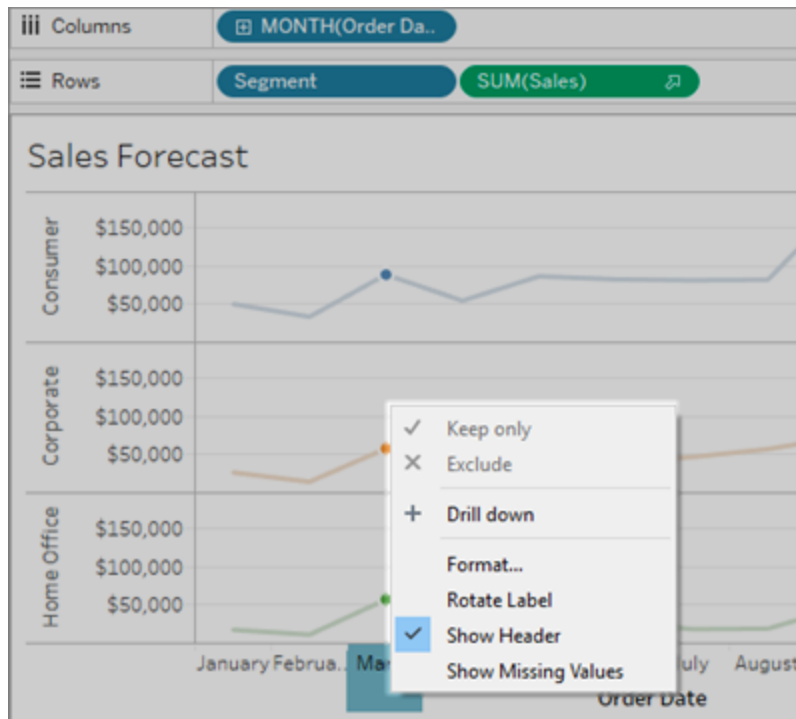 Columns MONTH(Order Da..
Rows Segment SUM(Sales)
Sales Forecast
Consumer
$150,000
$100,000
$50,000
Corporate
$150,000
$100,000
$50,000
Home Office
$150,000
$100,000
$50,000
Keep only
Exclude
Drill down
Format...
Rotate Label
Show Header
Show Missing Values
January Februa.. Ma uly August
Order Date